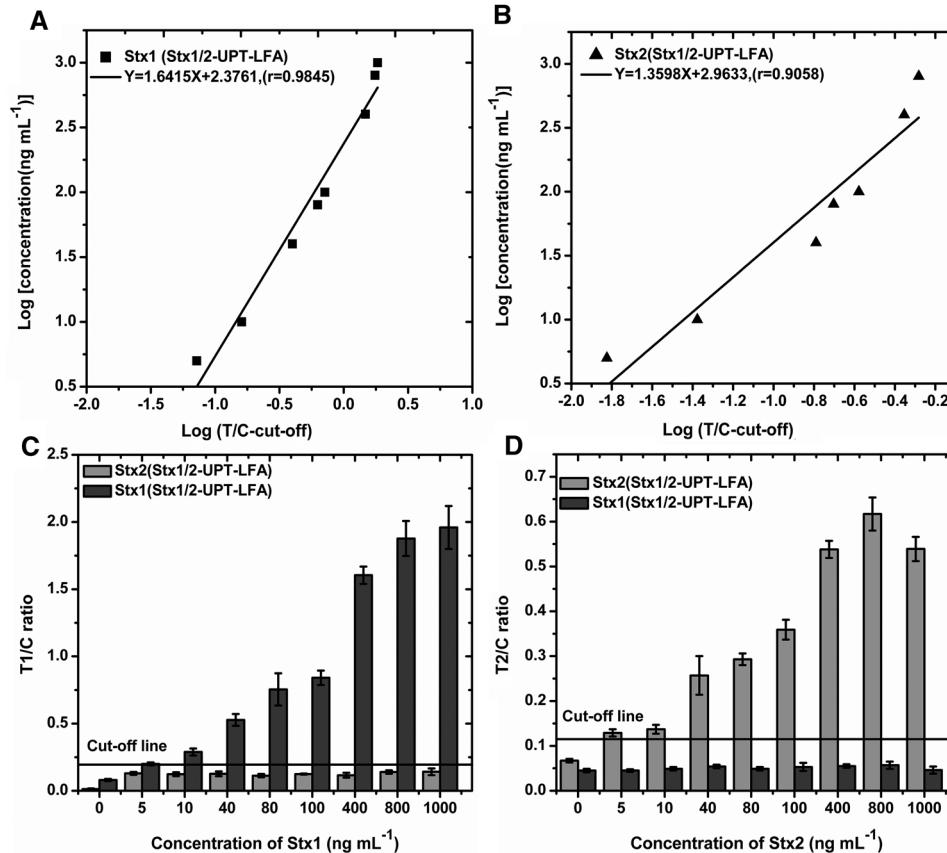 A
Stx1 (Stx1/2-UPT-LFA)
Y=1.6415X+2.3761,(r=0.9845)
Log [concentration(ng mL⁻¹)]
3.5
3.0
2.5
2.0
1.5
1.0
0.5
-2.0 -1.5 -1.0 -0.5 0.0 0.5 1.0
Log (T/C-cut-off)
B
Stx2(Stx1/2-UPT-LFA)
Y=1.3598X+2.9633,(r=0.9058)
Log [concentration(ng mL⁻¹)]
3.5
3.0
2.5
2.0
1.5
1.0
0.5
-2.0 -1.8 -1.6 -1.4 -1.2 -1.0 -0.8 -0.6 -0.4 -0.2
Log (T/C-cut-off)
C
Stx2(Stx1/2-UPT-LFA)
Stx1(Stx1/2-UPT-LFA)
T1/C ratio
2.5
2.0
1.5
1.0
0.5
0.0
Cut-off line
0 5 10 40 80 100 400 800 1000
Concentration of Stx1 (ng mL⁻¹)
D
Stx2(Stx1/2-UPT-LFA)
Stx1(Stx1/2-UPT-LFA)
T2/C ratio
0.7
0.6
0.5
0.4
0.3
0.2
0.1
0.0
Cut-off line
0 5 10 40 80 100 400 800 1000
Concentration of Stx2 (ng mL⁻¹)